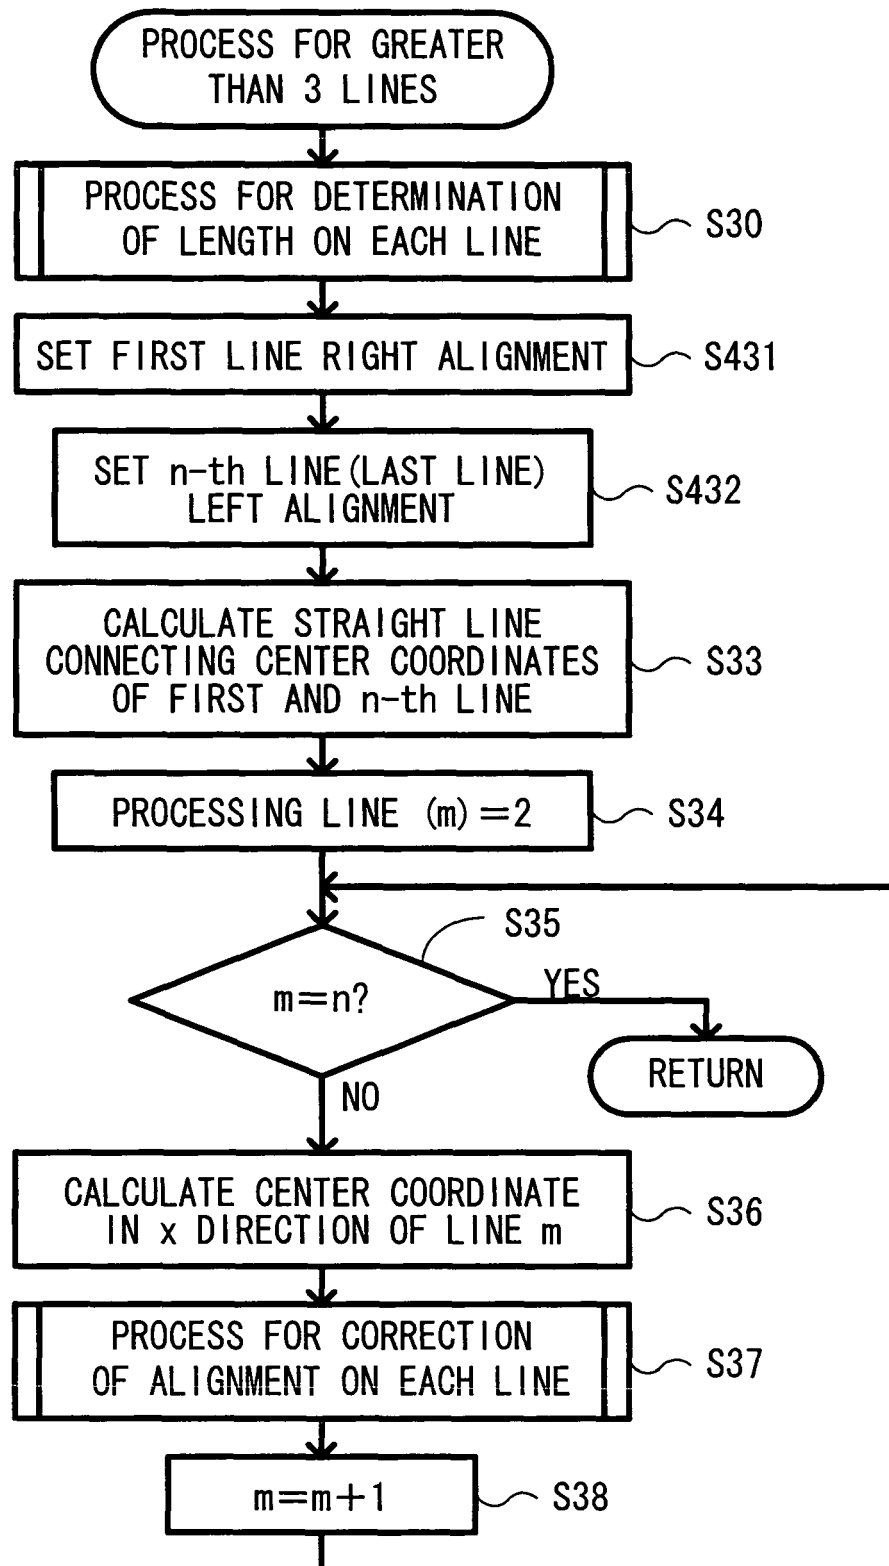 PROCESS FOR GREATER
THAN 3 LINES
PROCESS FOR DETERMINATION
OF LENGTH ON EACH LINE
S30
SET FIRST LINE RIGHT ALIGNMENT
S431
SET n-th LINE(LAST LINE)
LEFT ALIGNMENT
S432
CALCULATE STRAIGHT LINE
CONNECTING CENTER COORDINATES
OF FIRST AND n-th LINE
S33
PROCESSING LINE (m)=2
S34
S35
m=n?
YES
RETURN
NO
CALCULATE CENTER COORDINATE
IN x DIRECTION OF LINE m
S36
PROCESS FOR CORRECTION
OF ALIGNMENT ON EACH LINE
S37
m=m+1
S38